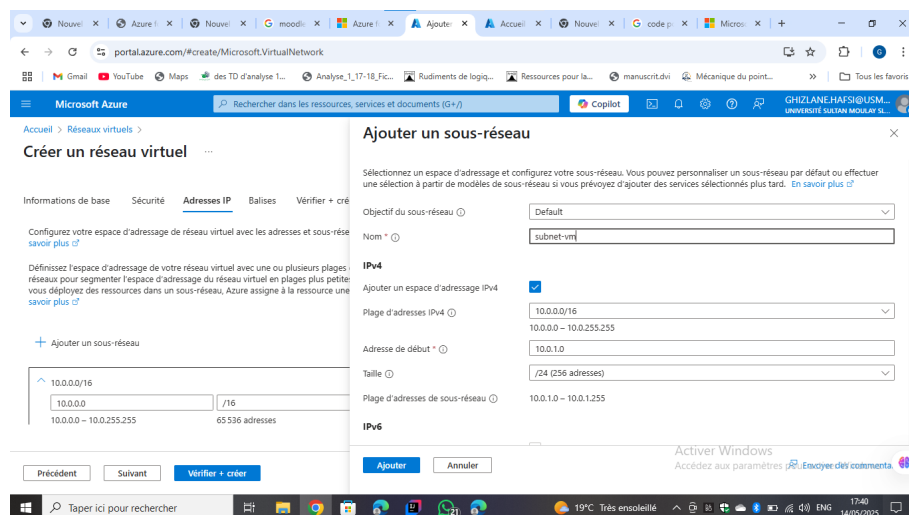 Nouvel
Azure fi
Nouvel
moodle
Azure fi
Ajouter
Accueil
Nouvel
code p
Micros
portal.azure.com/#create/Microsoft.VirtualNetwork
Gmail
YouTube
Maps
des TD d'analyse 1...
Analyse_1_17-18_Fic...
Rudiments de logiq...
Ressources pour la...
manuscrit.dvi
Mécanique du point...
Tous les favoris
Microsoft Azure
Rechercher dans les ressources, services et documents (G+/)
Copilot
GHIZLANE.HAFSI@USM...
UNIVERSITÉ SULTAN MOULAY SL...
Accueil > Réseaux virtuels >
Créer un réseau virtuel ...
Informations de base Sécurité Adresses IP Balises Vérifier + cré
Configurez votre espace d'adressage de réseau virtuel avec les adresses et sous-rése
savoir plus
Définissez l'espace d'adressage de votre réseau virtuel avec une ou plusieurs plages
réseaux pour segmenter l'espace d'adressage du réseau virtuel en plages plus petite
vous déployez des ressources dans un sous-réseau, Azure assigne à la ressource une
savoir plus
+ Ajouter un sous-réseau
10.0.0.0/16
10.0.0.0 /16
10.0.0.0 – 10.0.255.255 65 536 adresses
Précédent Suivant Vérifier + créer
Ajouter un sous-réseau
Sélectionnez un espace d'adressage et configurez votre sous-réseau. Vous pouvez personnaliser un sous-réseau par défaut ou effectuer
une sélection à partir de modèles de sous-réseau si vous prévoyez d'ajouter des services sélectionnés plus tard. En savoir plus
Objectif du sous-réseau Default
Nom * subnet-vm
IPv4
Ajouter un espace d'adressage IPv4
Plage d'adresses IPv4 10.0.0.0/16
10.0.0.0 – 10.0.255.255
Adresse de début * 10.0.1.0
Taille /24 (256 adresses)
Plage d'adresses de sous-réseau 10.0.1.0 – 10.0.1.255
IPv6
Ajouter Annuler
Activer Windows
Accédez aux paramètres
Envoyer des commenta
Taper ici pour rechercher
21
19°C Très ensoleillé
ENG
17:40
14/05/2025